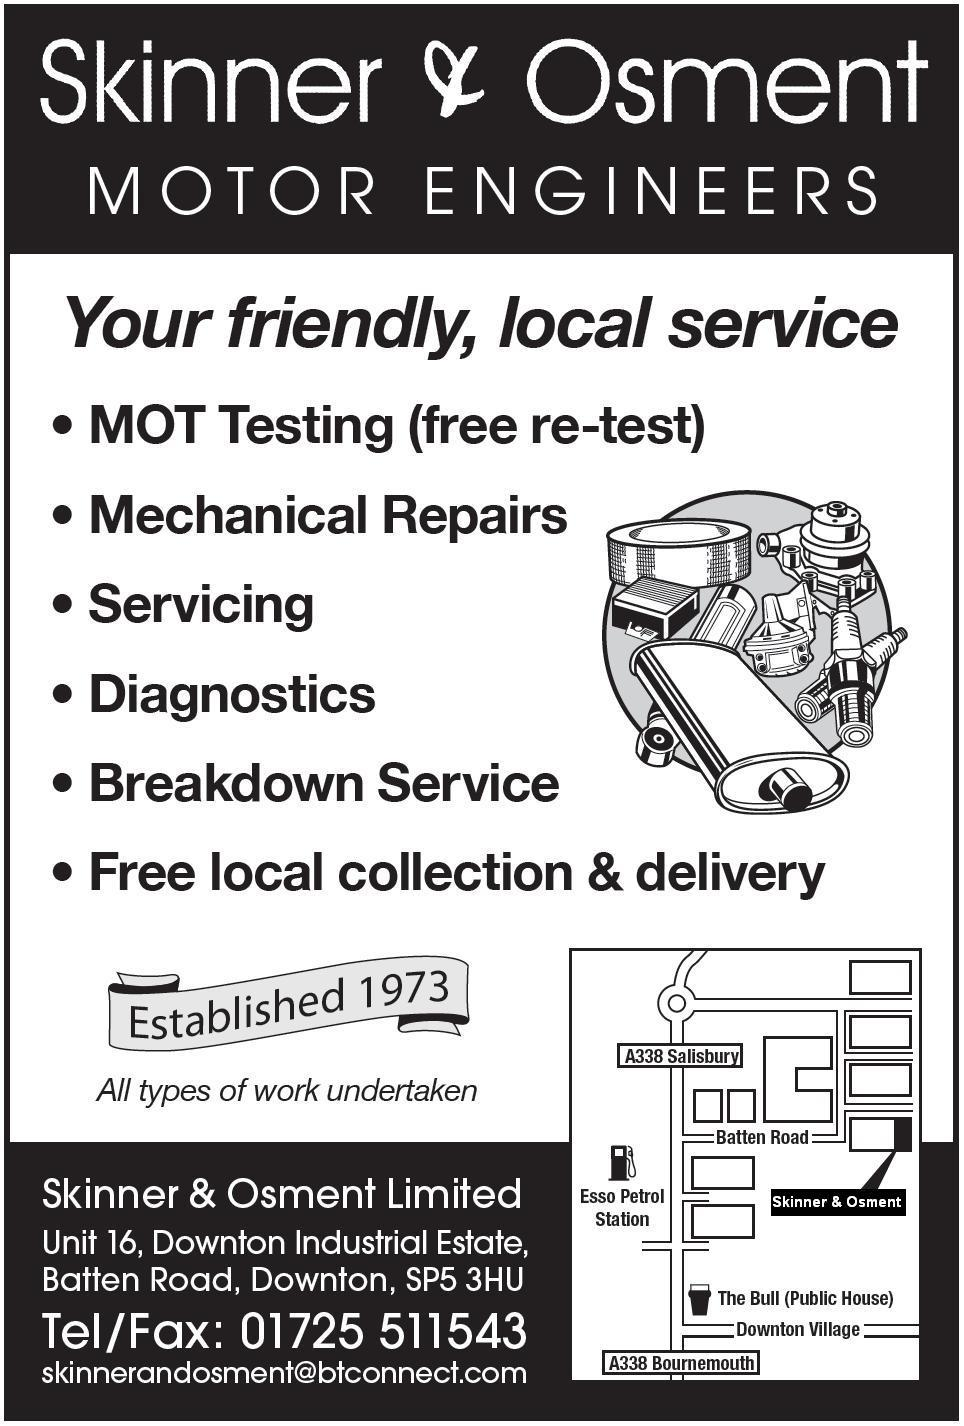 Skinner & Osment
MOTOR ENGINEERS
Your friendly, local service
• MOT Testing (free re-test)
• Mechanical Repairs
• Servicing
• Diagnostics
• Breakdown Service
• Free local collection & delivery
Established 1973
All types of work undertaken
A338 Salisbury
Batten Road
Esso Petrol
Station
Skinner & Osment
The Bull (Public House)
Downton Village
A338 Bournemouth
Skinner & Osment Limited
Unit 16, Downton Industrial Estate,
Batten Road, Downton, SP5 3HU
Tel/Fax: 01725 511543
skinnerandosment@btconnect.com